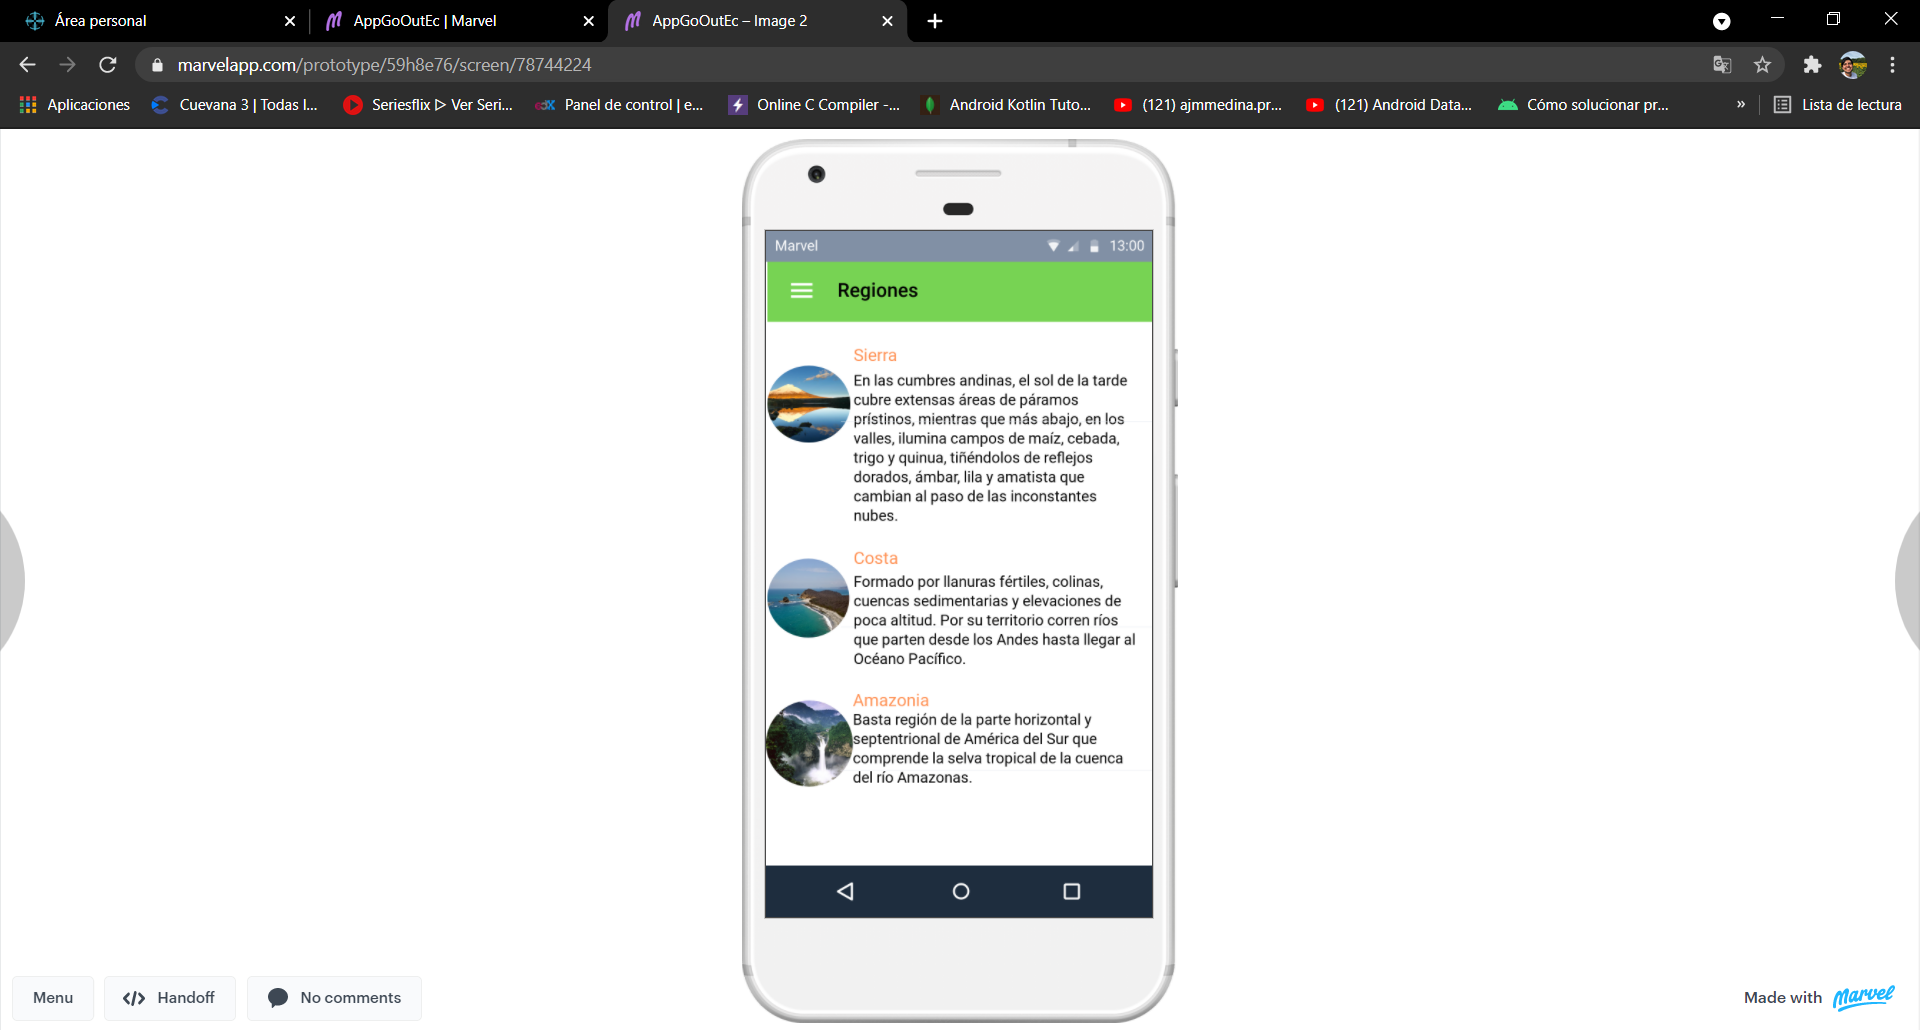 Área personal
AppGoOutEc | Marvel
AppGoOutEc – Image 2
marvelapp.com/prototype/59h8e76/screen/78744224
Aplicaciones
Cuevana 3 | Todas l...
Seriesflix ▷ Ver Seri...
Panel de control | e...
Online C Compiler -...
Android Kotlin Tuto...
(121) ajmmedina.pr...
(121) Android Data...
Cómo solucionar pr...
»
Lista de lectura
Marvel
13:00
Regiones
Sierra
En las cumbres andinas, el sol de la tarde
cubre extensas áreas de páramos
prístinos, mientras que más abajo, en los
valles, ilumina campos de maíz, cebada,
trigo y quinua, tiñéndolos de reflejos
dorados, ámbar, lila y amatista que
cambian al paso de las inconstantes
nubes.
Costa
Formado por llanuras fértiles, colinas,
cuencas sedimentarias y elevaciones de
poca altitud. Por su territorio corren ríos
que parten desde los Andes hasta llegar al
Océano Pacífico.
Amazonia
Basta región de la parte horizontal y
septentrional de América del Sur que
comprende la selva tropical de la cuenca
del río Amazonas.
Menu
Handoff
No comments
Made with Marvel